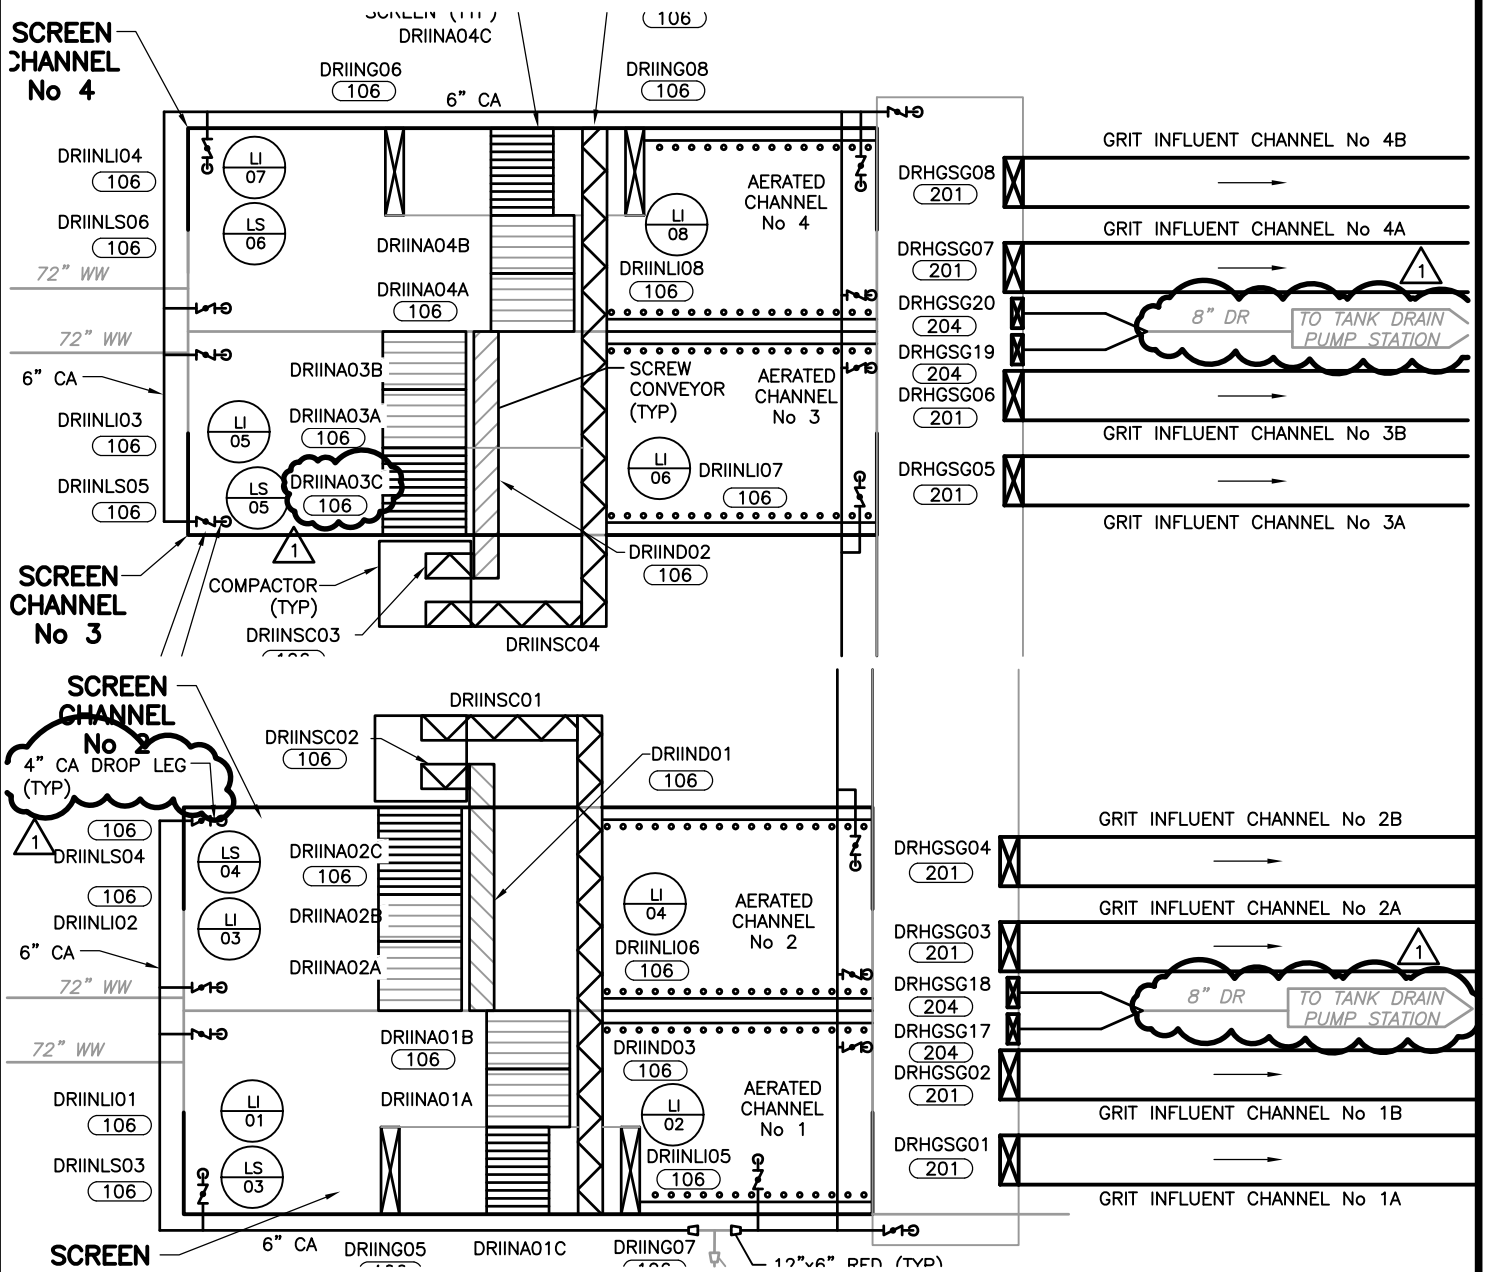 SCREEN (TYP)
DRIINA04C
106
SCREEN
CHANNEL
No 4
DRIING06
106
6” CA
DRIING08
106
DRIINLI04
106
LI
07
DRIINLS06
106
LS
06
DRIINA04B
DRIINA04A
106
AERATED
CHANNEL
No 4
LI
08
DRIINLI08
106
72” WW
72” WW
6” CA
DRHGSG08
201
GRIT INFLUENT CHANNEL No 4B
GRIT INFLUENT CHANNEL No 4A
DRHGSG07
201
1
DRHGSG20
204
8” DR
TO TANK DRAIN
PUMP STATION
DRHGSG19
204
DRHGSG06
201
GRIT INFLUENT CHANNEL No 3B
DRHGSG05
201
GRIT INFLUENT CHANNEL No 3A
DRIINA03B
DRIINA03A
106
SCREW
CONVEYOR
(TYP)
AERATED
CHANNEL
No 3
DRIINLI03
106
LI
05
DRIINLS05
106
LS
05
DRIINA03C
106
1
LI
06
DRIINLI07
106
SCREEN
CHANNEL
No 3
COMPACTOR
(TYP)
DRIINSC03
106
DRIIND02
106
DRIINSC04
SCREEN
CHANNEL
No 2
4” CA DROP LEG
(TYP)
1
DRIINSC01
DRIINSC02
106
DRIIND01
106
106
DRIINLS04
106
DRIINLI02
6” CA
LS
04
LI
03
DRIINA02C
106
DRIINA02B
DRIINA02A
LI
04
DRIINLI06
106
AERATED
CHANNEL
No 2
GRIT INFLUENT CHANNEL No 2B
DRHGSG04
201
GRIT INFLUENT CHANNEL No 2A
DRHGSG03
201
1
DRHGSG18
204
8” DR
TO TANK DRAIN
PUMP STATION
DRHGSG17
204
DRHGSG02
201
GRIT INFLUENT CHANNEL No 1B
DRHGSG01
201
GRIT INFLUENT CHANNEL No 1A
72” WW
72” WW
DRIINA01B
106
DRIINA01A
DRIIND03
106
LI
02
AERATED
CHANNEL
No 1
DRIINLI05
106
DRIINLI01
106
LI
01
DRIINLS03
106
LS
03
SCREEN
6” CA
DRIING05
106
DRIINA01C
DRIING07
106
12”x6” RED (TYP)